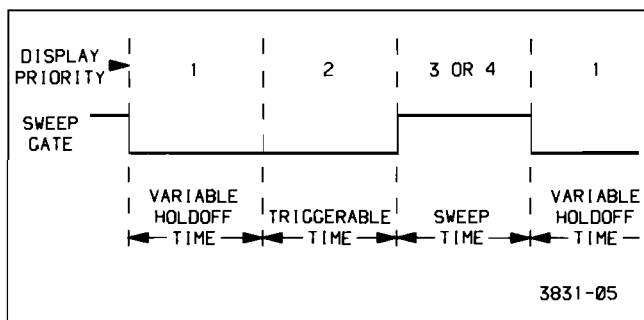 DISPLAY
PRIORITY
1 2 3 OR 4 1
SWEEP
GATE
VARIABLE
HOLDOFF
TIME
TRIGGERABLE
TIME
SWEEP
TIME
VARIABLE
HOLDOFF
TIME
3831-05